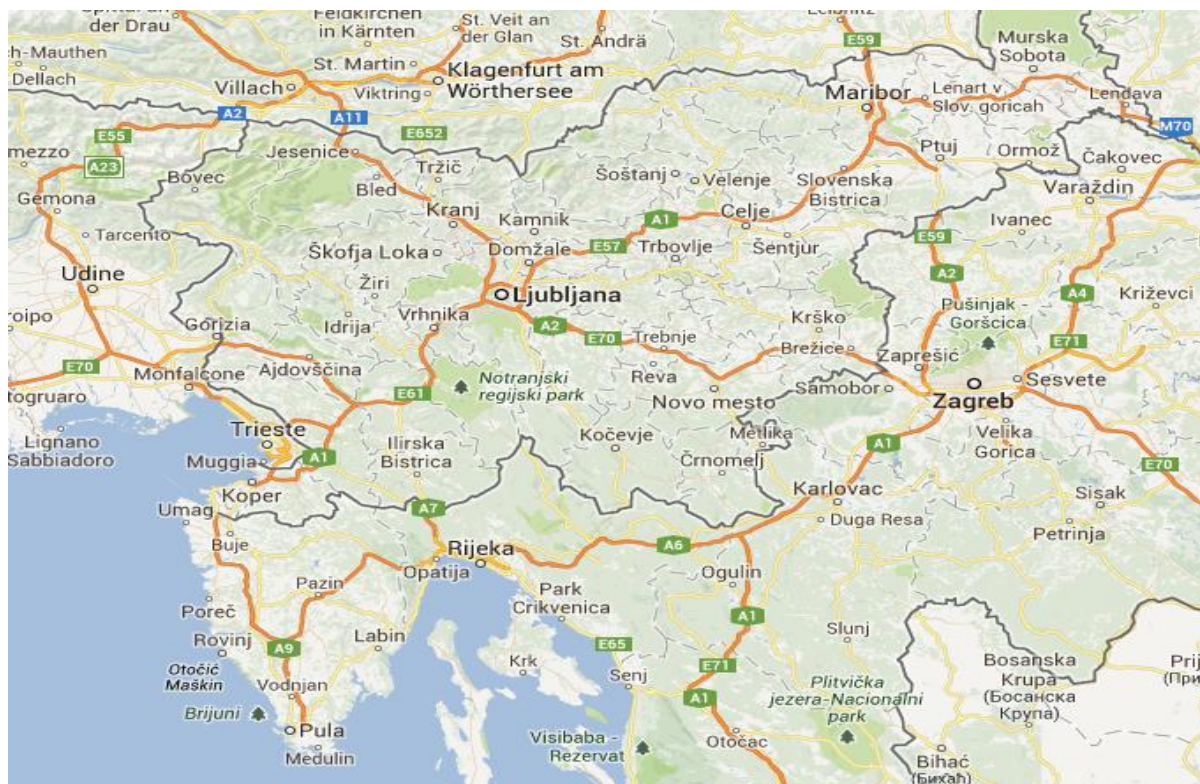 der Drau
Feldkirchen
in Kärnten
St. Veit an
der Glan
St. Andrä
Leibnitz
E59
Murska
Sobota
ch-Mauthen
Dellach
St. Martin
Klagenfurt am
Wörthersee
Villach
Viktring
Maribor
Lenart v
Slov. goricah
Lendava
A2
A11
E652
M70
E55
A23
emezzo
Jesenice
Tržič
Ptuj
Ormož
Čakovec
Bovec
Bled
Šoštanj
Velenje
Slovenska
Bistrica
Varaždin
Gemona
Kranj
Kamnik
A1
Celje
Ivanec
Tarcento
Škofja Loka
Domžale
E57
Trbovlje
Šentjur
E59
Udine
Žiri
Ljubljana
A2
A4
Križevci
Pušinjak -
Gorščica
roipo
Gorizia
Idrija
Vrhnika
A2
E70
Trebnje
Krško
Brežice
Zaprešić
E71
E70
Monfalcone
Ajdovščina
E61
Notranjski
regijski park
Reva
Novo mesto
Samobor
Sesvete
Zagreb
togruaro
Lignano
Sabbiadoro
Trieste
Muggia
A1
Ilirska
Bistrica
Kočevje
Metlika
Črnomelj
A1
Velika
Gorica
E70
Koper
Karlovac
Sisak
Umag
A7
Duga Resa
Petrinja
Buje
Rijeka
A6
Opatija
Pazin
Park
Crikvenica
Ogulin
Poreč
A1
Rovinj
A9
Labin
E65
Slunj
Otočić
Maškin
Krk
Senj
E71
Bosanska
Krupa
(Босанска
Крупа)
Prij
(При
Vodnjan
A1
Plitvička
jezera-Nacionalni
park
Brijuni
Pula
Medulin
Visibaba -
Rezervat
Otočac
Bihać
(Бихаћ)